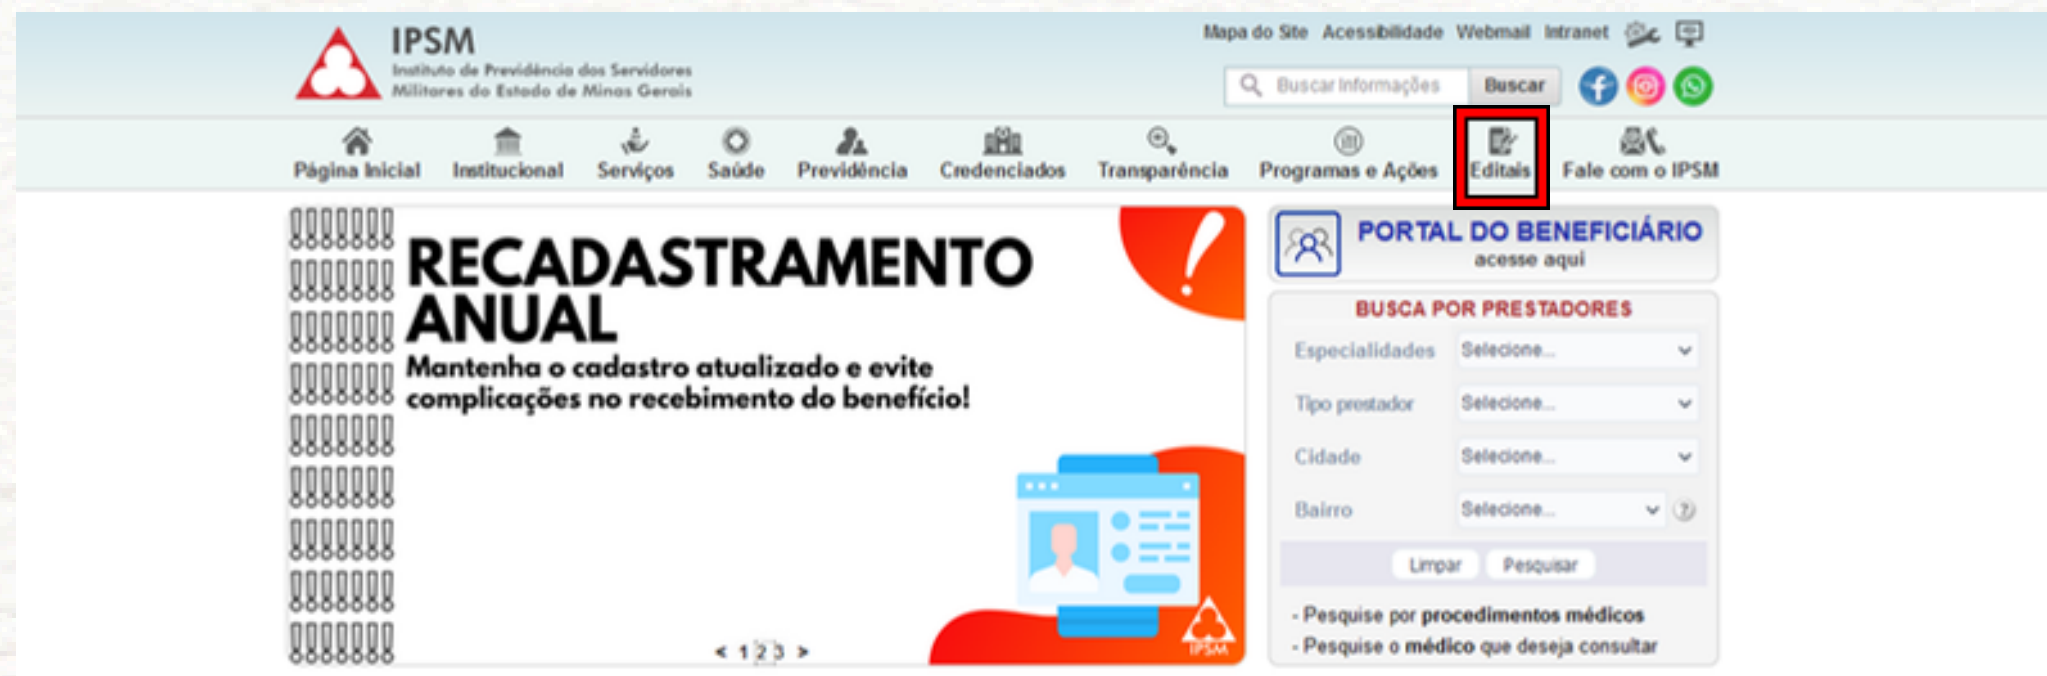 IPSM
Instituto de Previdência dos Servidores
Militares do Estado de Minas Gerais
Mapa do Site Acessibilidade Webmail Intranet
Buscar Informações Buscar
Página Inicial Institucional Serviços Saúde Previdência Credenciados Transparência Programas e Ações Editais Fale com o IPSM
RECADASTRAMENTO
ANUAL
Mantenha o cadastro atualizado e evite
complicações no recebimento do benefício!
IPSM
< 1 2 3 >
PORTAL DO BENEFICIÁRIO
acesse aqui
BUSCA POR PRESTADORES
Especialidades Selecione...
Tipo prestador Selecione...
Cidade Selecione...
Bairro Selecione... ?
Limpar Pesquisar
- Pesquise por procedimentos médicos
- Pesquise o médico que deseja consultar